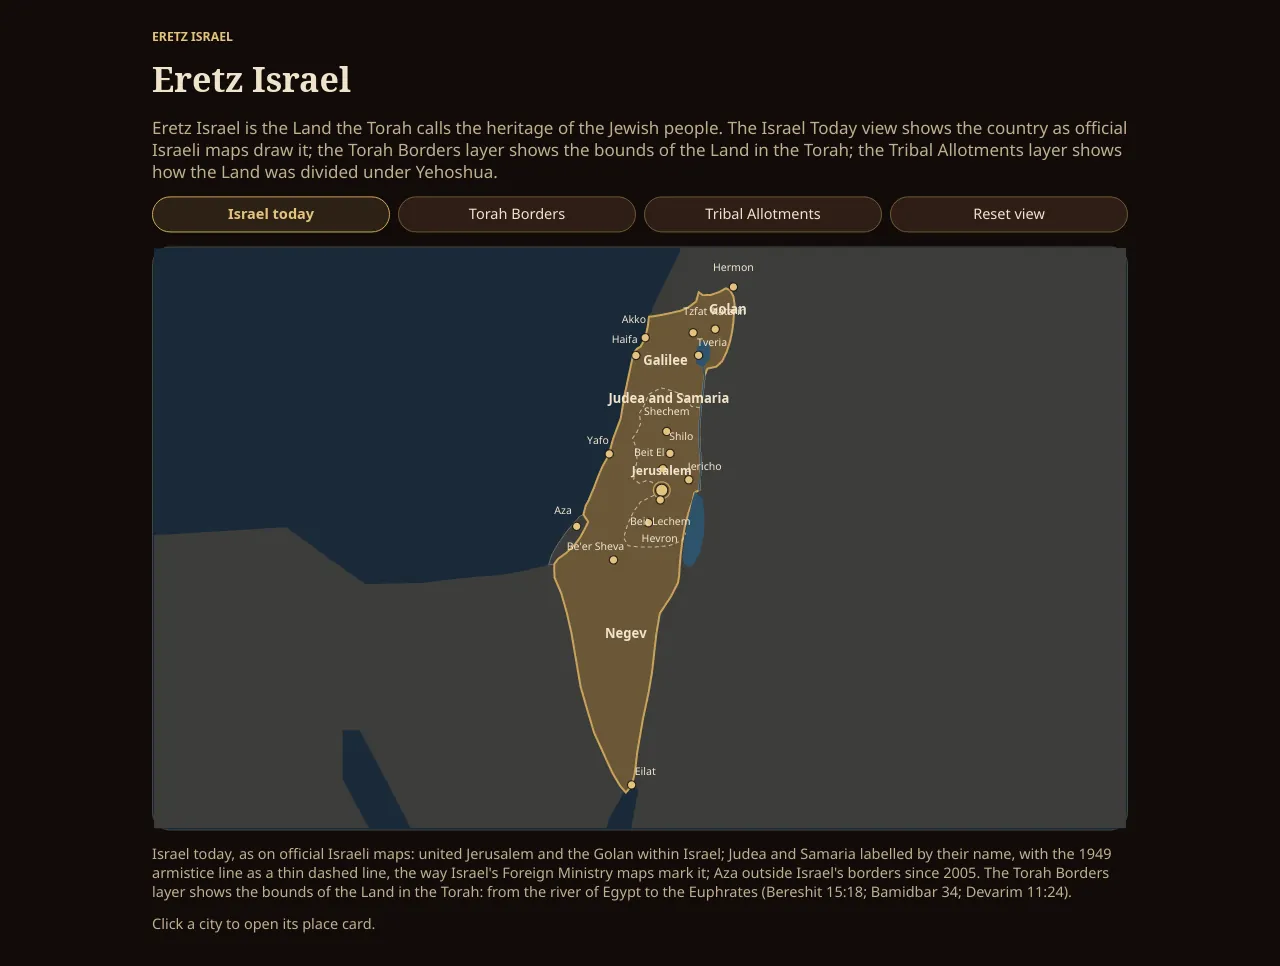 ERETZ ISRAEL
Eretz Israel
Eretz Israel is the Land the Torah calls the heritage of the Jewish people. The Israel Today view shows the country as official
Israeli maps draw it; the Torah Borders layer shows the bounds of the Land in the Torah; the Tribal Allotments layer shows
how the Land was divided under Yehoshua.
Israel today
Torah Borders
Tribal Allotments
Reset view
Hermon
Golan
Tzfat
Akko
Haifa
Tveria
Galilee
Judea and Samaria
Shechem
Shilo
Yafo
Beit El
Jericho
Jerusalem
Aza
Beit Lechem
Hevron
Be'er Sheva
Negev
Eilat
Israel today, as on official Israeli maps: united Jerusalem and the Golan within Israel; Judea and Samaria labelled by their name, with the 1949
armistice line as a thin dashed line, the way Israel's Foreign Ministry maps mark it; Aza outside Israel's borders since 2005. The Torah Borders
layer shows the bounds of the Land in the Torah: from the river of Egypt to the Euphrates (Bereshit 15:18; Bamidbar 34; Devarim 11:24).
Click a city to open its place card.